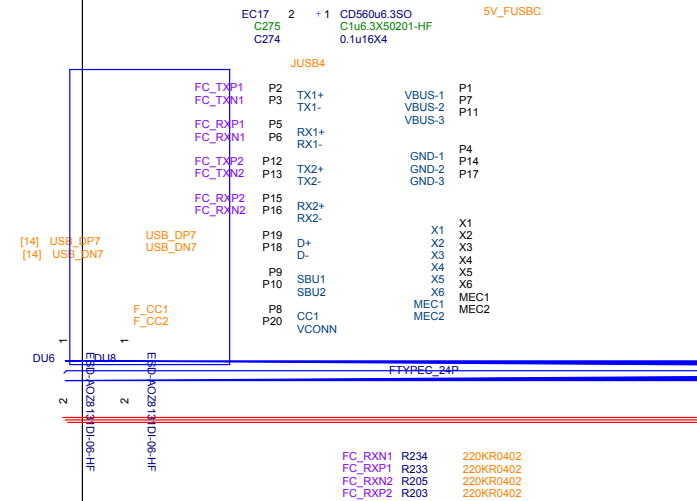 EC17 2 + 1 CD560u6.3SO 5V_FUSBC
C275 C1u6.3X50201-HF
C274 0.1u16X4
JUSB4
FC_TXP1 P2 TX1+ VBUS-1 P1
FC_TXN1 P3 TX1- VBUS-2 P7
VBUS-3 P11
FC_RXP1 P5 RX1+
FC_RXN1 P6 RX1-
GND-1 P4
FC_TXP2 P12 TX2+ GND-2 P14
FC_TXN2 P13 TX2- GND-3 P17
FC_RXP2 P15 RX2+
FC_RXN2 P16 RX2-
X1 X1
[14] USB_DP7 USB_DP7 P19 D+ X2 X2
[14] USB_DN7 USB_DN7 P18 D- X3 X3
X4 X4
P9 SBU1 X5 X5
P10 SBU2 X6 X6
MEC1 MEC1
F_CC1 P8 CC1 MEC2 MEC2
F_CC2 P20 VCONN
1 1
DU6 DU8
FTYPEC_24P
ESD-AOZ8131DI-06-HF
ESD-AOZ8131DI-06-HF
2 2
FC_RXN1 R234 220KR0402
FC_RXP1 R233 220KR0402
FC_RXN2 R205 220KR0402
FC_RXP2 R203 220KR0402